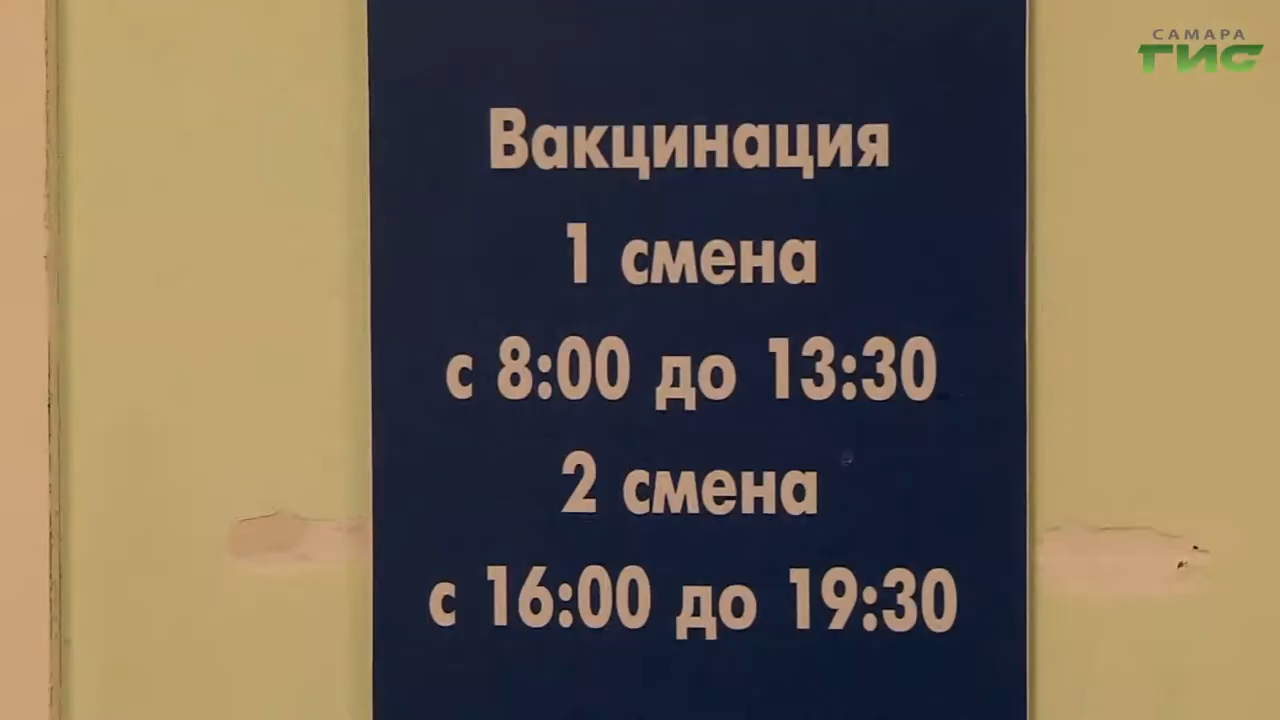 САМАРА
ГИС
Вакцинация
1 смена
с 8:00 до 13:30
2 смена
с 16:00 до 19:30